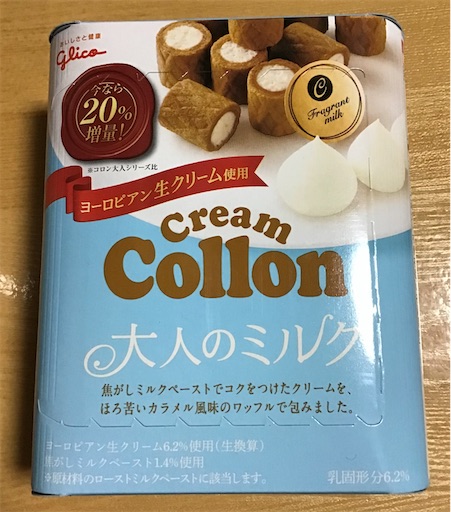 おいしさと健康
glico
今なら
20%
増量!
※コロン大人シリーズ比
C
Fragrant
milk
ヨーロピアン生クリーム使用
Cream
Collon
大人のミルク
焦がしミルクペーストでコクをつけたクリームを、
ほろ苦いカラメル風味のワッフルで包みました。
ヨーロピアン生クリーム6.2%使用(生換算)
焦がしミルクペースト1.4%使用
※原材料のローストミルクペーストに該当します。
乳固形分6.2%